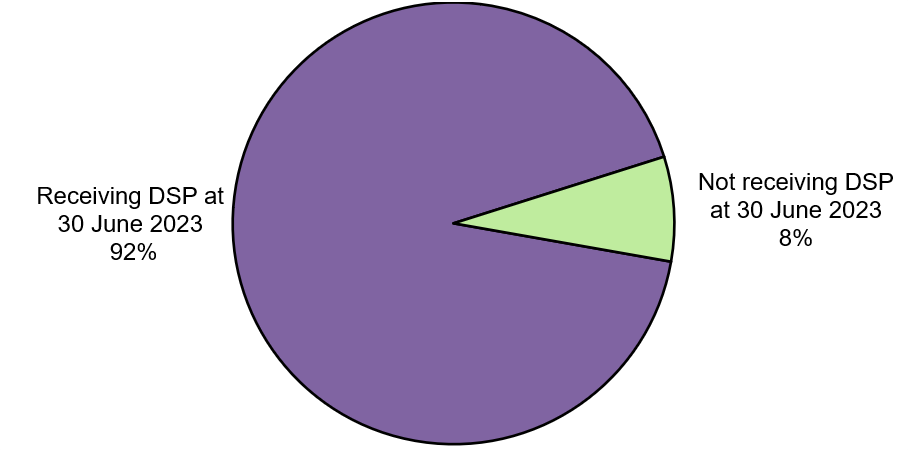 Receiving DSP at
30 June 2023
92%
Not receiving DSP
at 30 June 2023
8%